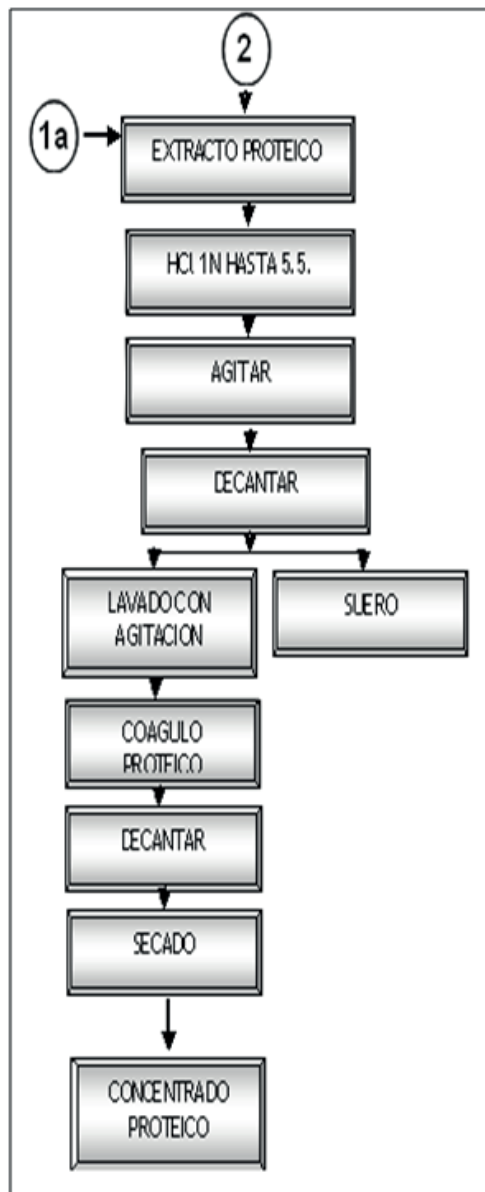 2
1a
EXTRACTO PROTEICO
HCl 1N HASTA 5.5.
AGITAR
DECANTAR
LAVADO CON
AGITACION
SUERO
COAGULO
PROTEICO
DECANTAR
SECADO
CONCENTRADO
PROTEICO